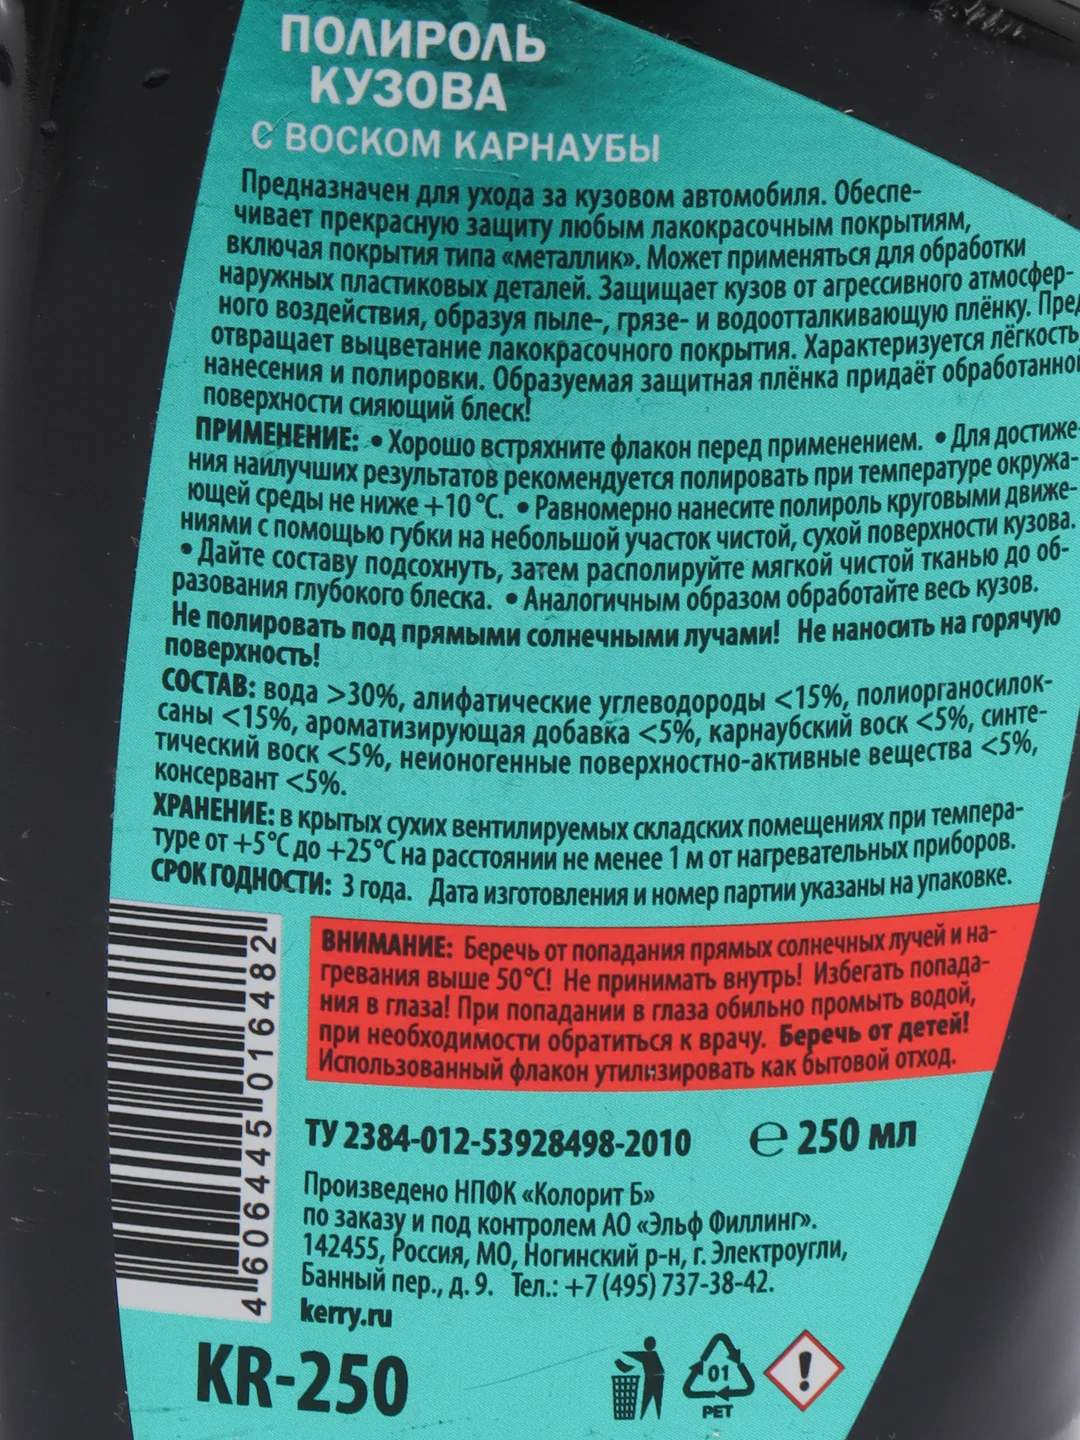 ПОЛИРОЛЬ
КУЗОВА
С ВОСКОМ КАРНАУБЫ
Предназначен для ухода за кузовом автомобиля. Обеспе-
чивает прекрасную защиту любым лакокрасочным покрытиям,
включая покрытия типа «металлик». Может применяться для обработки
наружных пластиковых деталей. Защищает кузов от агрессивного атмосфер-
ного воздействия, образуя пыле-, грязе- и водоотталкивающую плёнку. Пред
отвращает выцветание лакокрасочного покрытия. Характеризуется лёгкость
нанесения и полировки. Образуемая защитная плёнка придаёт обработанной
поверхности сияющий блеск!
ПРИМЕНЕНИЕ: • Хорошо встряхните флакон перед применением. • Для достиже-
ния наилучших результатов рекомендуется полировать при температуре окружа-
ющей среды не ниже +10 °C. • Равномерно нанесите полироль круговыми движе-
ниями с помощью губки на небольшой участок чистой, сухой поверхности кузова.
• Дайте составу подсохнуть, затем располируйте мягкой чистой тканью до об-
разования глубокого блеска. • Аналогичным образом обработайте весь кузов.
Не полировать под прямыми солнечными лучами! Не наносить на горячую
поверхность!
СОСТАВ: вода >30%, алифатические углеводороды <15%, полиорганосилок-
саны <15%, ароматизирующая добавка <5%, карнаубский воск <5%, синте-
тический воск <5%, неионогенные поверхностно-активные вещества <5%,
консервант <5%.
ХРАНЕНИЕ: в крытых сухих вентилируемых складских помещениях при темпера-
туре от +5°C до +25°C на расстоянии не менее 1 м от нагревательных приборов.
СРОК ГОДНОСТИ: 3 года. Дата изготовления и номер партии указаны на упаковке.
ВНИМАНИЕ: Беречь от попадания прямых солнечных лучей и на-
гревания выше 50°C! Не принимать внутрь! Избегать попада-
ния в глаза! При попадании в глаза обильно промыть водой,
при необходимости обратиться к врачу. Беречь от детей!
Использованный флакон утилизировать как бытовой отход.
4 606445 016482
ТУ 2384-012-53928498-2010 ℮ 250 мл
Произведено НПФК «Колорит Б»
по заказу и под контролем АО «Эльф Филлинг».
142455, Россия, МО, Ногинский р-н, г. Электроугли,
Банный пер., д. 9. Тел.: +7 (495) 737-38-42.
kerry.ru
KR-250
01
PET